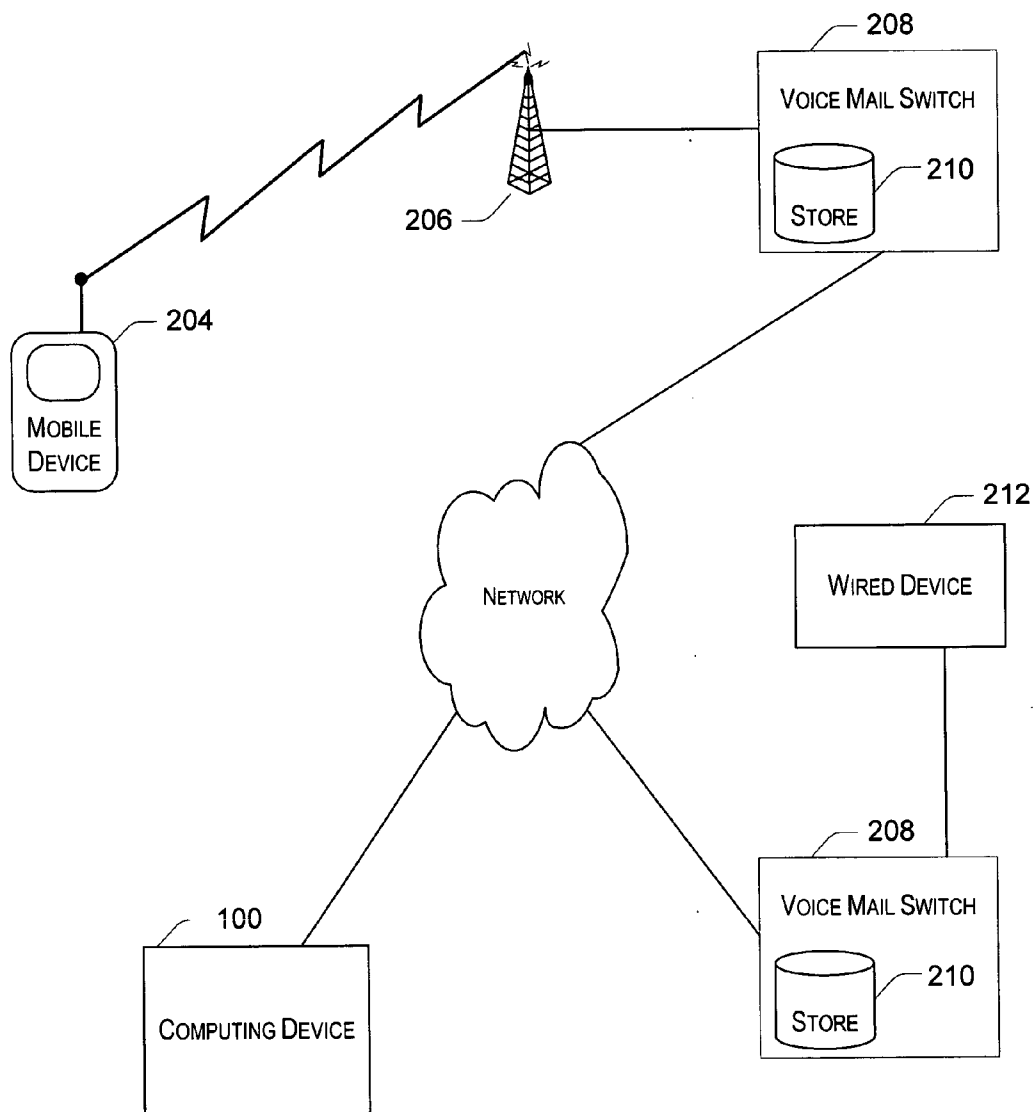 208
VOICE MAIL SWITCH
210
STORE
206
204
MOBILE
DEVICE
212
WIRED DEVICE
NETWORK
208
VOICE MAIL SWITCH
210
STORE
100
COMPUTING DEVICE